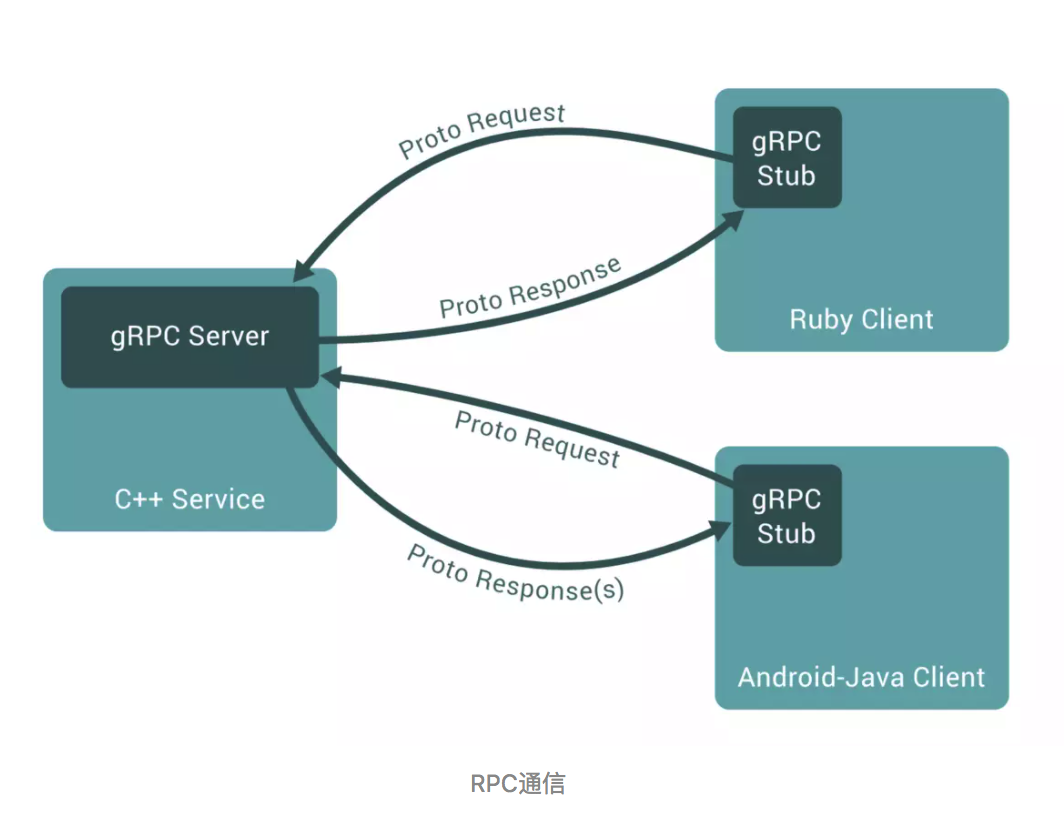 Proto Request
gRPC
Stub
Proto Response
Ruby Client
gRPC Server
C++ Service
Proto Request
gRPC
Stub
Proto Response(s)
Android-Java Client
RPC通信